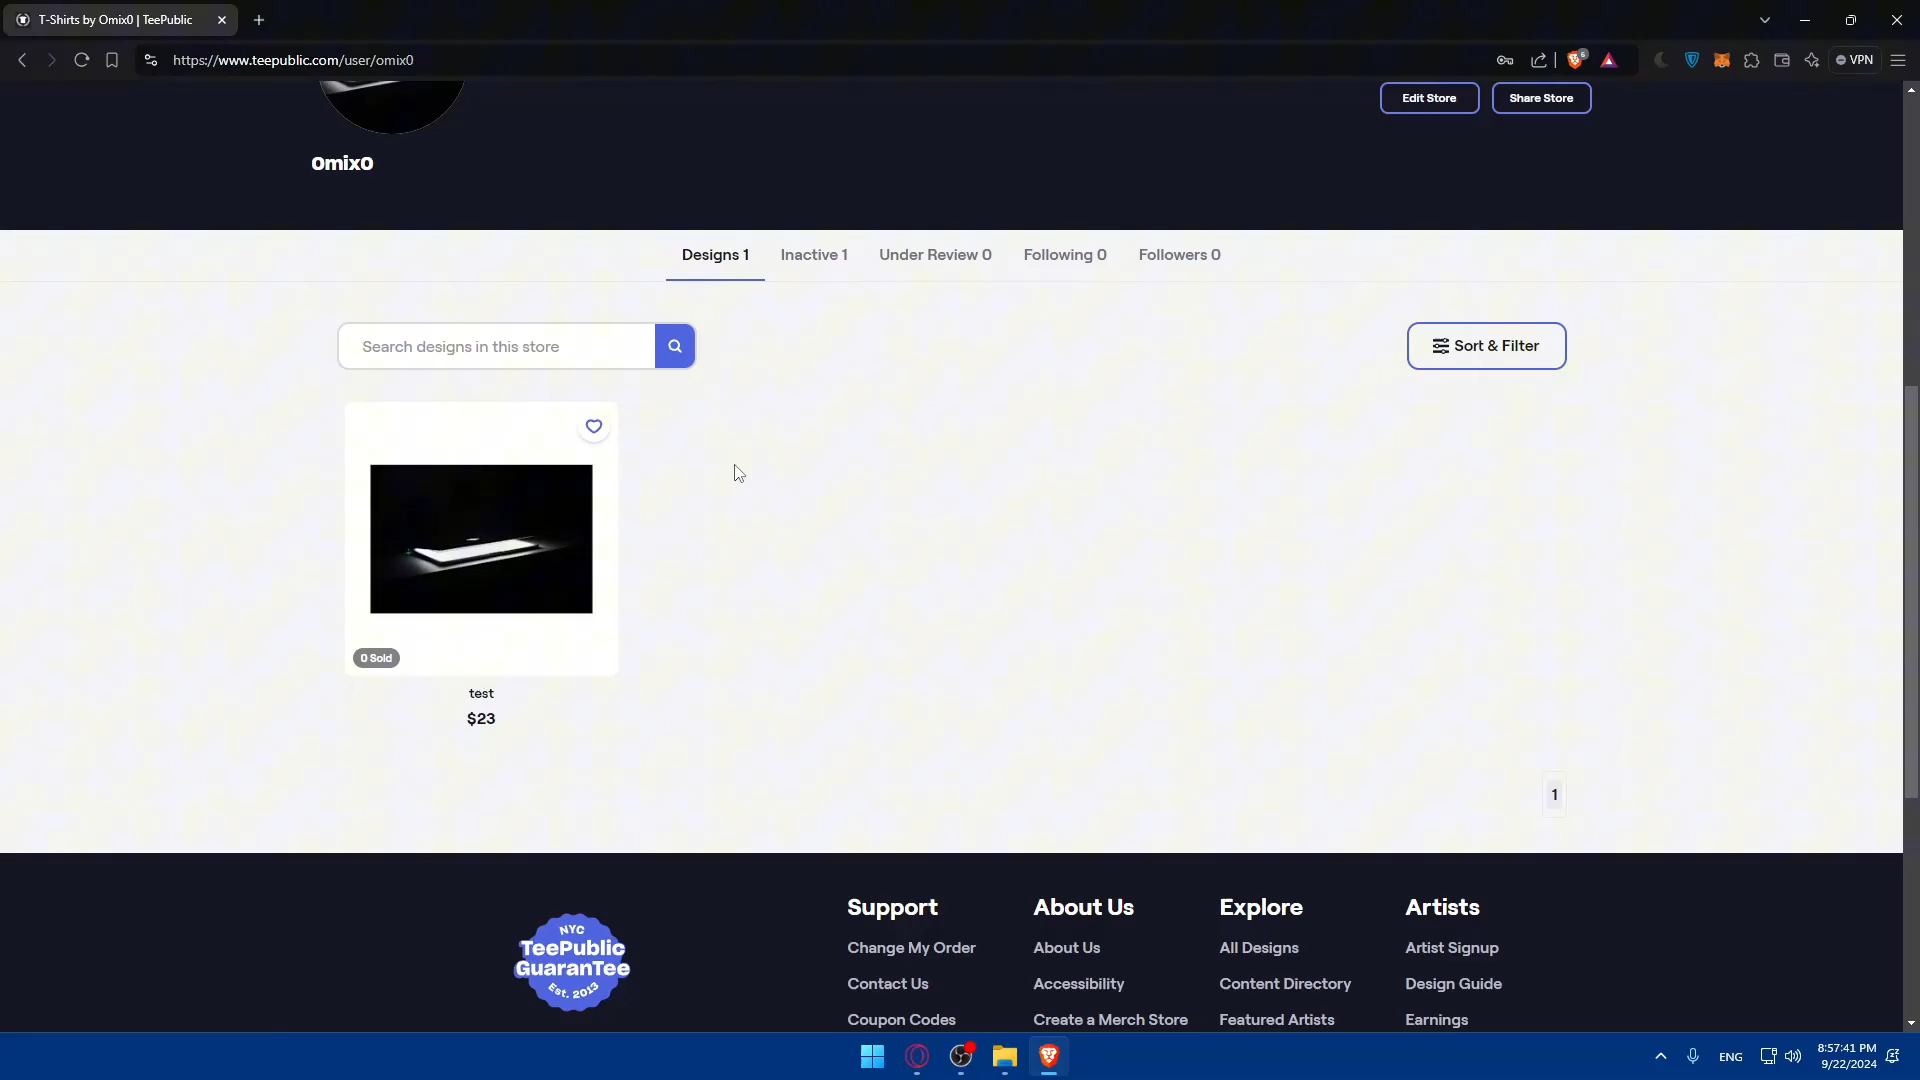 T-Shirts by Omix0 | TeePublic
https://www.teepublic.com/user/omix0
6
VPN
Edit Store
Share Store
0mix0
Designs 1
Inactive 1
Under Review 0
Following 0
Followers 0
Search designs in this store
Sort & Filter
0 Sold
test
$23
1
NYC
TeePublic
GuaranTee
Est. 2013
Support
Change My Order
Contact Us
Coupon Codes
About Us
About Us
Accessibility
Create a Merch Store
Explore
All Designs
Content Directory
Featured Artists
Artists
Artist Signup
Design Guide
Earnings
ENG
8:57:41 PM
9/22/2024